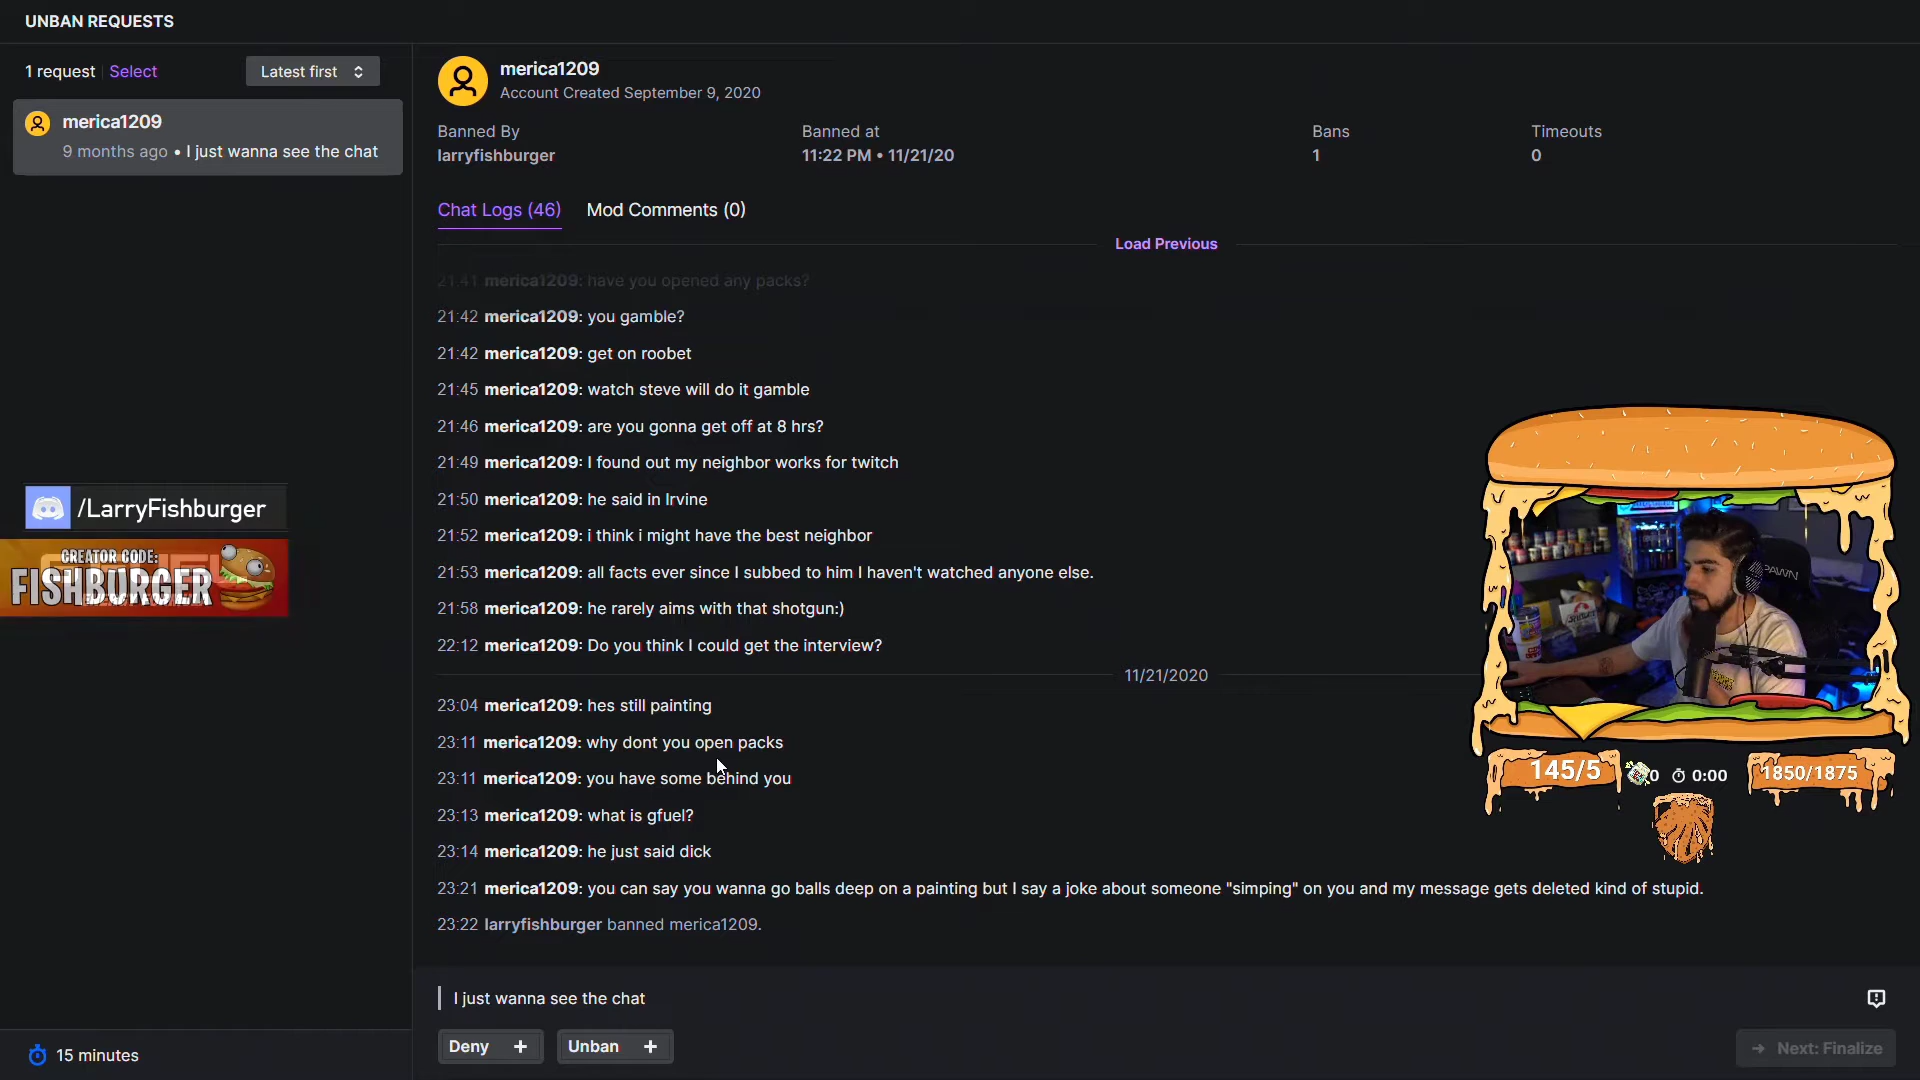 UNBAN REQUESTS
1 request Select Latest first
merica1209
9 months ago • I just wanna see the chat
merica1209
Account Created September 9, 2020
Banned By Banned at Bans Timeouts
larryfishburger 11:22 PM • 11/21/20 1 0
Chat Logs (46) Mod Comments (0)
Load Previous
21:41 merica1209: have you opened any packs?
21:42 merica1209: you gamble?
21:42 merica1209: get on roobet
21:45 merica1209: watch steve will do it gamble
21:46 merica1209: are you gonna get off at 8 hrs?
21:49 merica1209: I found out my neighbor works for twitch
21:50 merica1209: he said in Irvine
21:52 merica1209: i think i might have the best neighbor
21:53 merica1209: all facts ever since I subbed to him I haven't watched anyone else.
21:58 merica1209: he rarely aims with that shotgun:)
22:12 merica1209: Do you think I could get the interview?
11/21/2020
23:04 merica1209: hes still painting
23:11 merica1209: why dont you open packs
23:11 merica1209: you have some behind you
23:13 merica1209: what is gfuel?
23:14 merica1209: he just said dick
23:21 merica1209: you can say you wanna go balls deep on a painting but I say a joke about someone "simping" on you and my message gets deleted kind of stupid.
23:22 larryfishburger banned merica1209.
I just wanna see the chat
Deny + Unban +
Next: Finalize
15 minutes
/LarryFishburger
CREATOR CODE:
FISHBURGER
PAWN
145/5 0 0:00 1850/1875